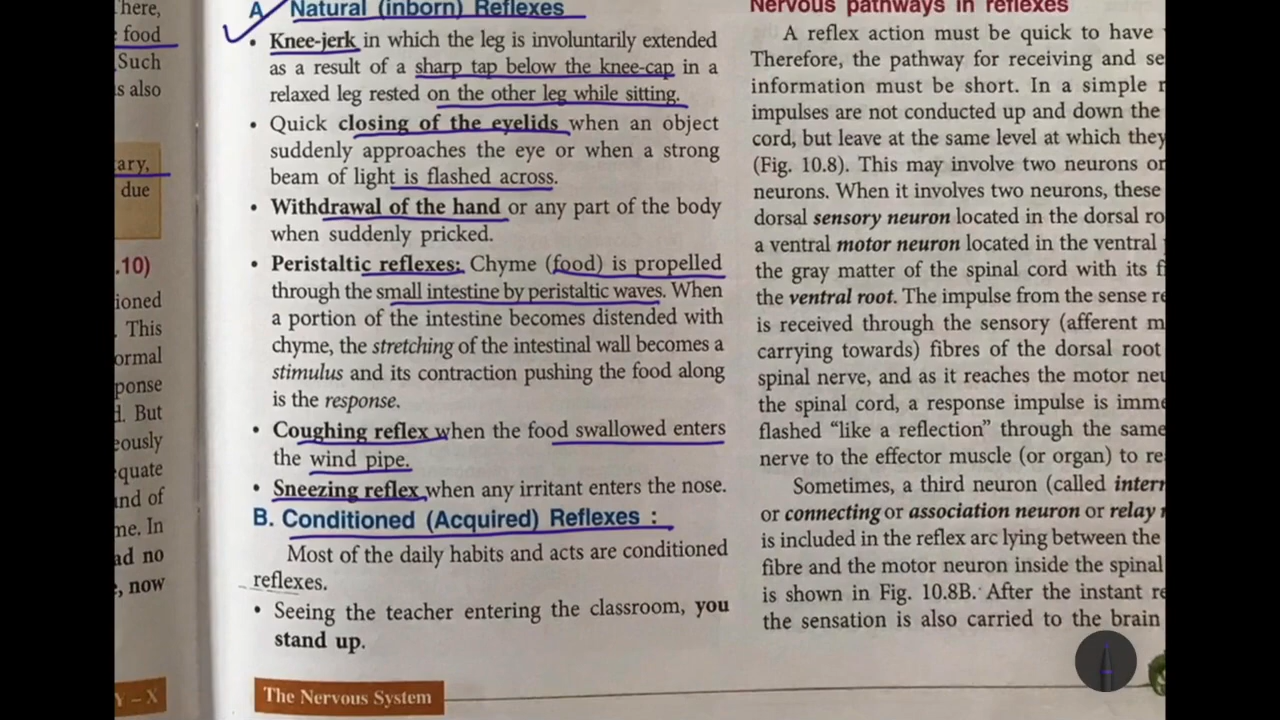 food
Such
also
due
.10)
This
But
nd of
In
no
now
Y – X
A Natural (inborn) Reflexes
• Knee-jerk in which the leg is involuntarily extended
as a result of a sharp tap below the knee-cap in a
relaxed leg rested on the other leg while sitting.
• Quick closing of the eyelids when an object
suddenly approaches the eye or when a strong
beam of light is flashed across.
• Withdrawal of the hand or any part of the body
when suddenly pricked.
• Peristaltic reflexes: Chyme (food) is propelled
through the small intestine by peristaltic waves. When
a portion of the intestine becomes distended with
chyme, the stretching of the intestinal wall becomes a
stimulus and its contraction pushing the food along
is the response.
• Coughing reflex when the food swallowed enters
the wind pipe.
• Sneezing reflex when any irritant enters the nose.
B. Conditioned (Acquired) Reflexes :
Most of the daily habits and acts are conditioned
reflexes.
• Seeing the teacher entering the classroom, you
stand up.
The Nervous System
Nervous pathways in reflexes
A reflex action must be quick to have
Therefore, the pathway for receiving and
information must be short. In a simple
impulses are not conducted up and down the
cord, but leave at the same level at which they
(Fig. 10.8). This may involve two neurons or
neurons. When it involves two neurons, these
dorsal sensory neuron located in the dorsal
a ventral motor neuron located in the ventral
the gray matter of the spinal cord with its
the ventral root. The impulse from the sense
is received through the sensory (afferent
carrying towards) fibres of the dorsal root
spinal nerve, and as it reaches the motor
the spinal cord, a response impulse is
flashed “like a reflection” through the same
nerve to the effector muscle (or organ) to
Sometimes, a third neuron (called
or connecting or association neuron or relay
is included in the reflex arc lying between the
fibre and the motor neuron inside the spinal
is shown in Fig. 10.8B. After the instant
the sensation is also carried to the brain